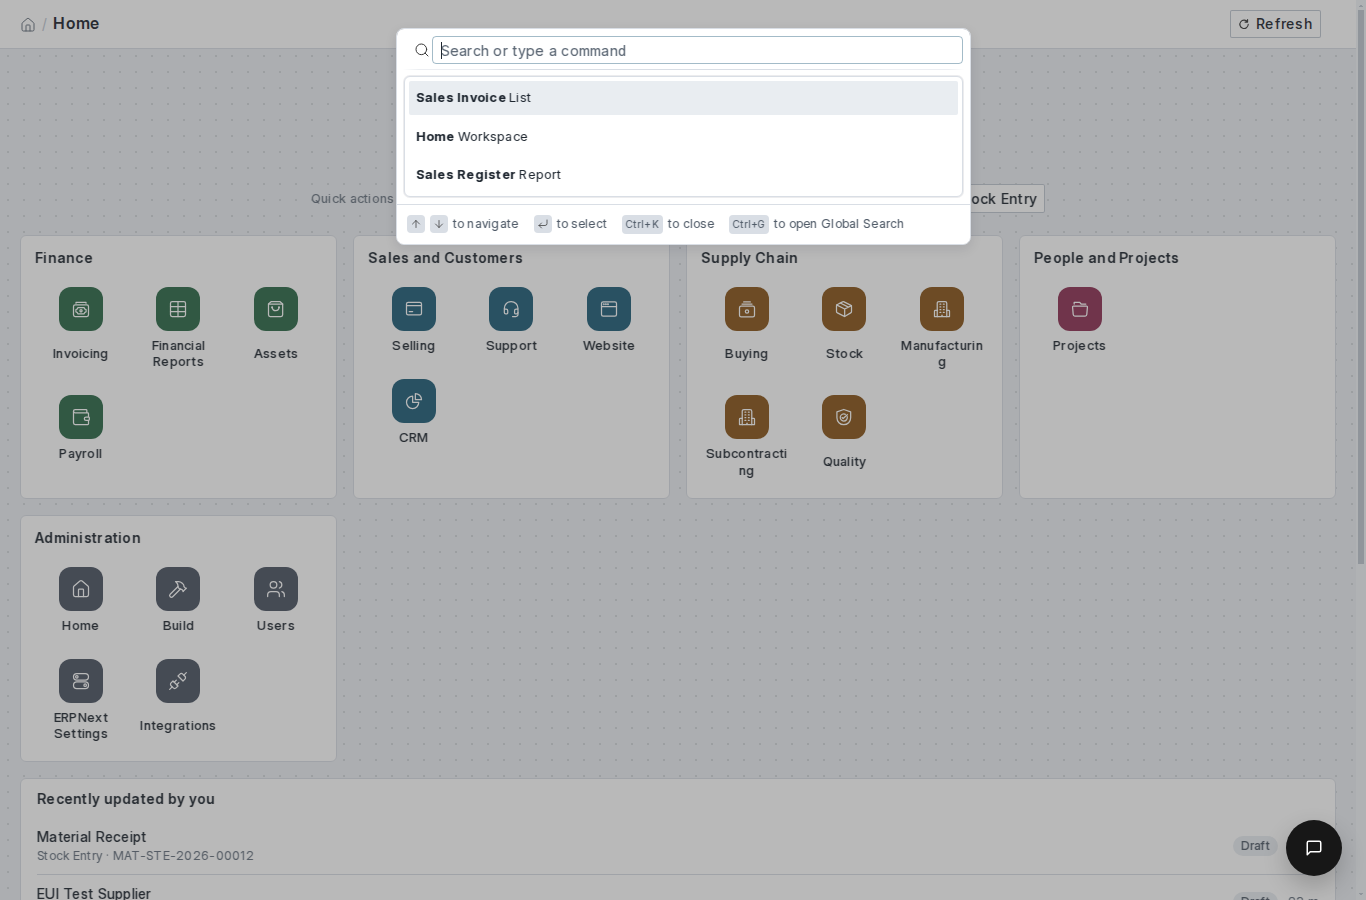 / Home
Refresh
Search or type a command
Sales Invoice List
Home Workspace
Sales Register Report
to navigate to select Ctrl+K to close Ctrl+G to open Global Search
Quick actions
ock Entry
Finance
Invoicing
Financial
Reports
Assets
Payroll
Sales and Customers
Selling
Support
Website
CRM
Supply Chain
Buying
Stock
Manufacturin
g
Subcontracti
ng
Quality
People and Projects
Projects
Administration
Home
Build
Users
ERPNext
Settings
Integrations
Recently updated by you
Material Receipt
Stock Entry · MAT-STE-2026-00012
Draft
EUI Test Supplier
Draft